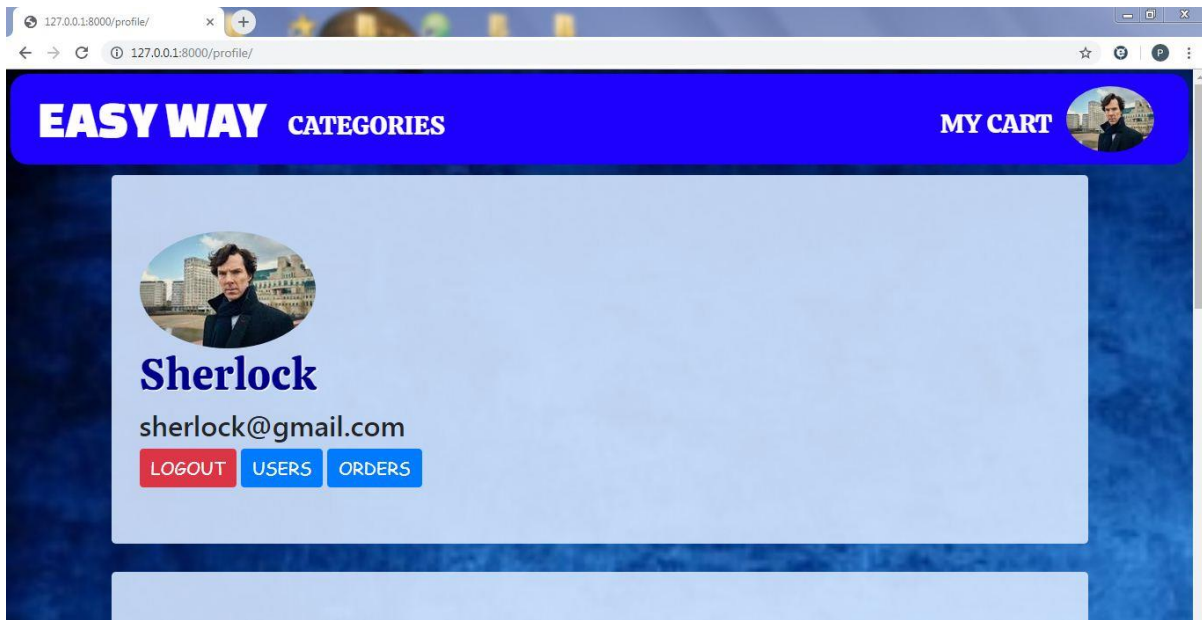 127.0.0.1:8000/profile/
127.0.0.1:8000/profile/
P
EASY WAY CATEGORIES MY CART
Sherlock
sherlock@gmail.com
LOGOUT USERS ORDERS